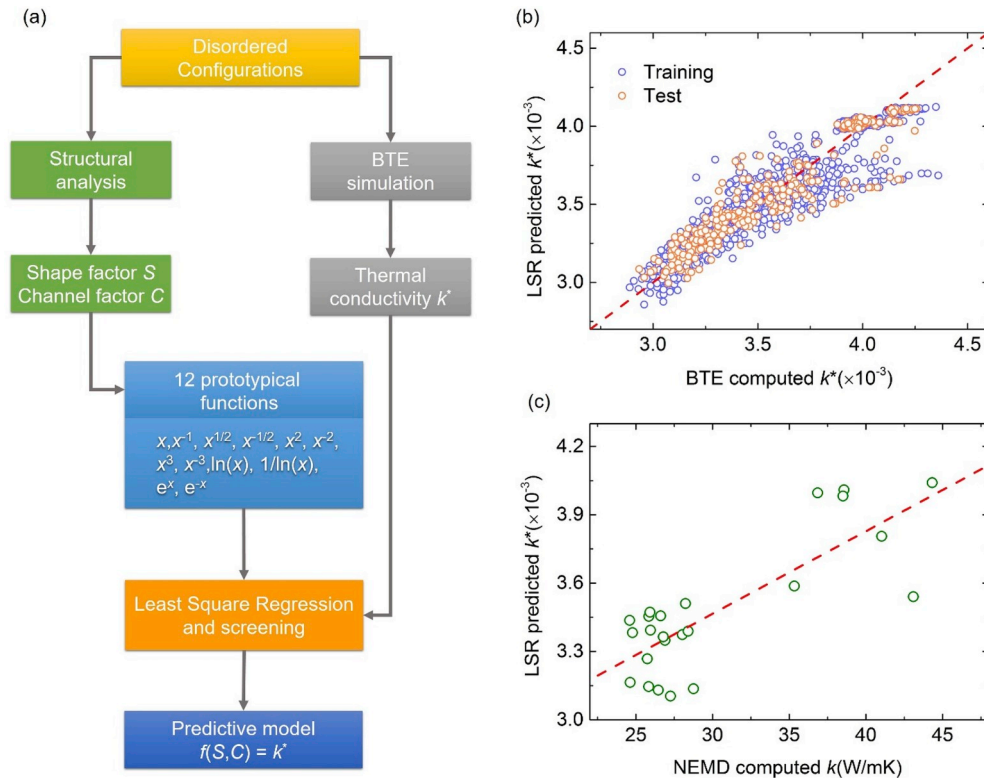 (a)
Disordered
Configurations
Structural
analysis
BTE
simulation
Shape factor S
Channel factor C
Thermal
conductivity k*
12 prototypical
functions
x,x⁻¹, x¹/², x⁻¹/², x², x⁻²,
x³, x⁻³,ln(x), 1/ln(x),
eˣ, e⁻ˣ
Least Square Regression
and screening
Predictive model
f(S,C) = k*
(b)
LSR predicted k*(×10⁻³)
4.5
4.0
3.5
3.0
Training
Test
3.0 3.5 4.0 4.5
BTE computed k*(×10⁻³)
(c)
LSR predicted k*(×10⁻³)
4.2
3.9
3.6
3.3
3.0
25 30 35 40 45
NEMD computed k(W/mK)